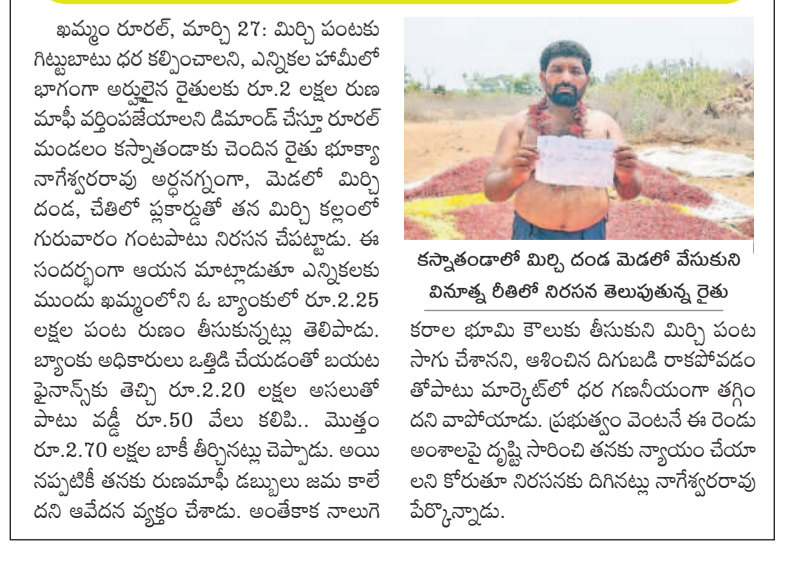 ఖమ్మం రూరల్, మార్చి 27: మిర్చి పంటకు
గిట్టుబాటు ధర కల్పించాలని, ఎన్నికల హామీలో
భాగంగా అర్హులైన రైతులకు రూ.2 లక్షల రుణ
మాఫీ వర్తింపజేయాలని డిమాండ్ చేస్తూ రూరల్
మండలం కస్నాతండాకు చెందిన రైతు భూక్యా
నాగేశ్వరరావు అర్ధనగ్నంగా, మెడలో మిర్చి
దండ, చేతిలో ప్లకార్డుతో తన మిర్చి కల్లంలో
గురువారం గంటపాటు నిరసన చేపట్టాడు. ఈ
సందర్భంగా ఆయన మాట్లాడుతూ ఎన్నికలకు
ముందు ఖమ్మంలోని ఓ బ్యాంకులో రూ.2.25
లక్షల పంట రుణం తీసుకున్నట్లు తెలిపాడు.
బ్యాంకు అధికారులు ఒత్తిడి చేయడంతో బయట
ఫైనాన్స్‌కు తెచ్చి రూ.2.20 లక్షల అసలుతో
పాటు వడ్డీ రూ.50 వేలు కలిపి.. మొత్తం
రూ.2.70 లక్షల బాకీ తీర్చినట్లు చెప్పాడు. అయి
నప్పటికీ తనకు రుణమాఫీ డబ్బులు జమ కాలే
దని ఆవేదన వ్యక్తం చేశాడు. అంతేకాక నాలుగె
కస్నాతండాలో మిర్చి దండ మెడలో వేసుకుని
వినూత్న రీతిలో నిరసన తెలుపుతున్న రైతు
కరాల భూమి కౌలుకు తీసుకుని మిర్చి పంట
సాగు చేశానని, ఆశించిన దిగుబడి రాకపోవడం
తోపాటు మార్కెట్‌లో ధర గణనీయంగా తగ్గిం
దని వాపోయాడు. ప్రభుత్వం వెంటనే ఈ రెండు
అంశాలపై దృష్టి సారించి తనకు న్యాయం చేయా
లని కోరుతూ నిరసనకు దిగినట్లు నాగేశ్వరరావు
పేర్కొన్నాడు.